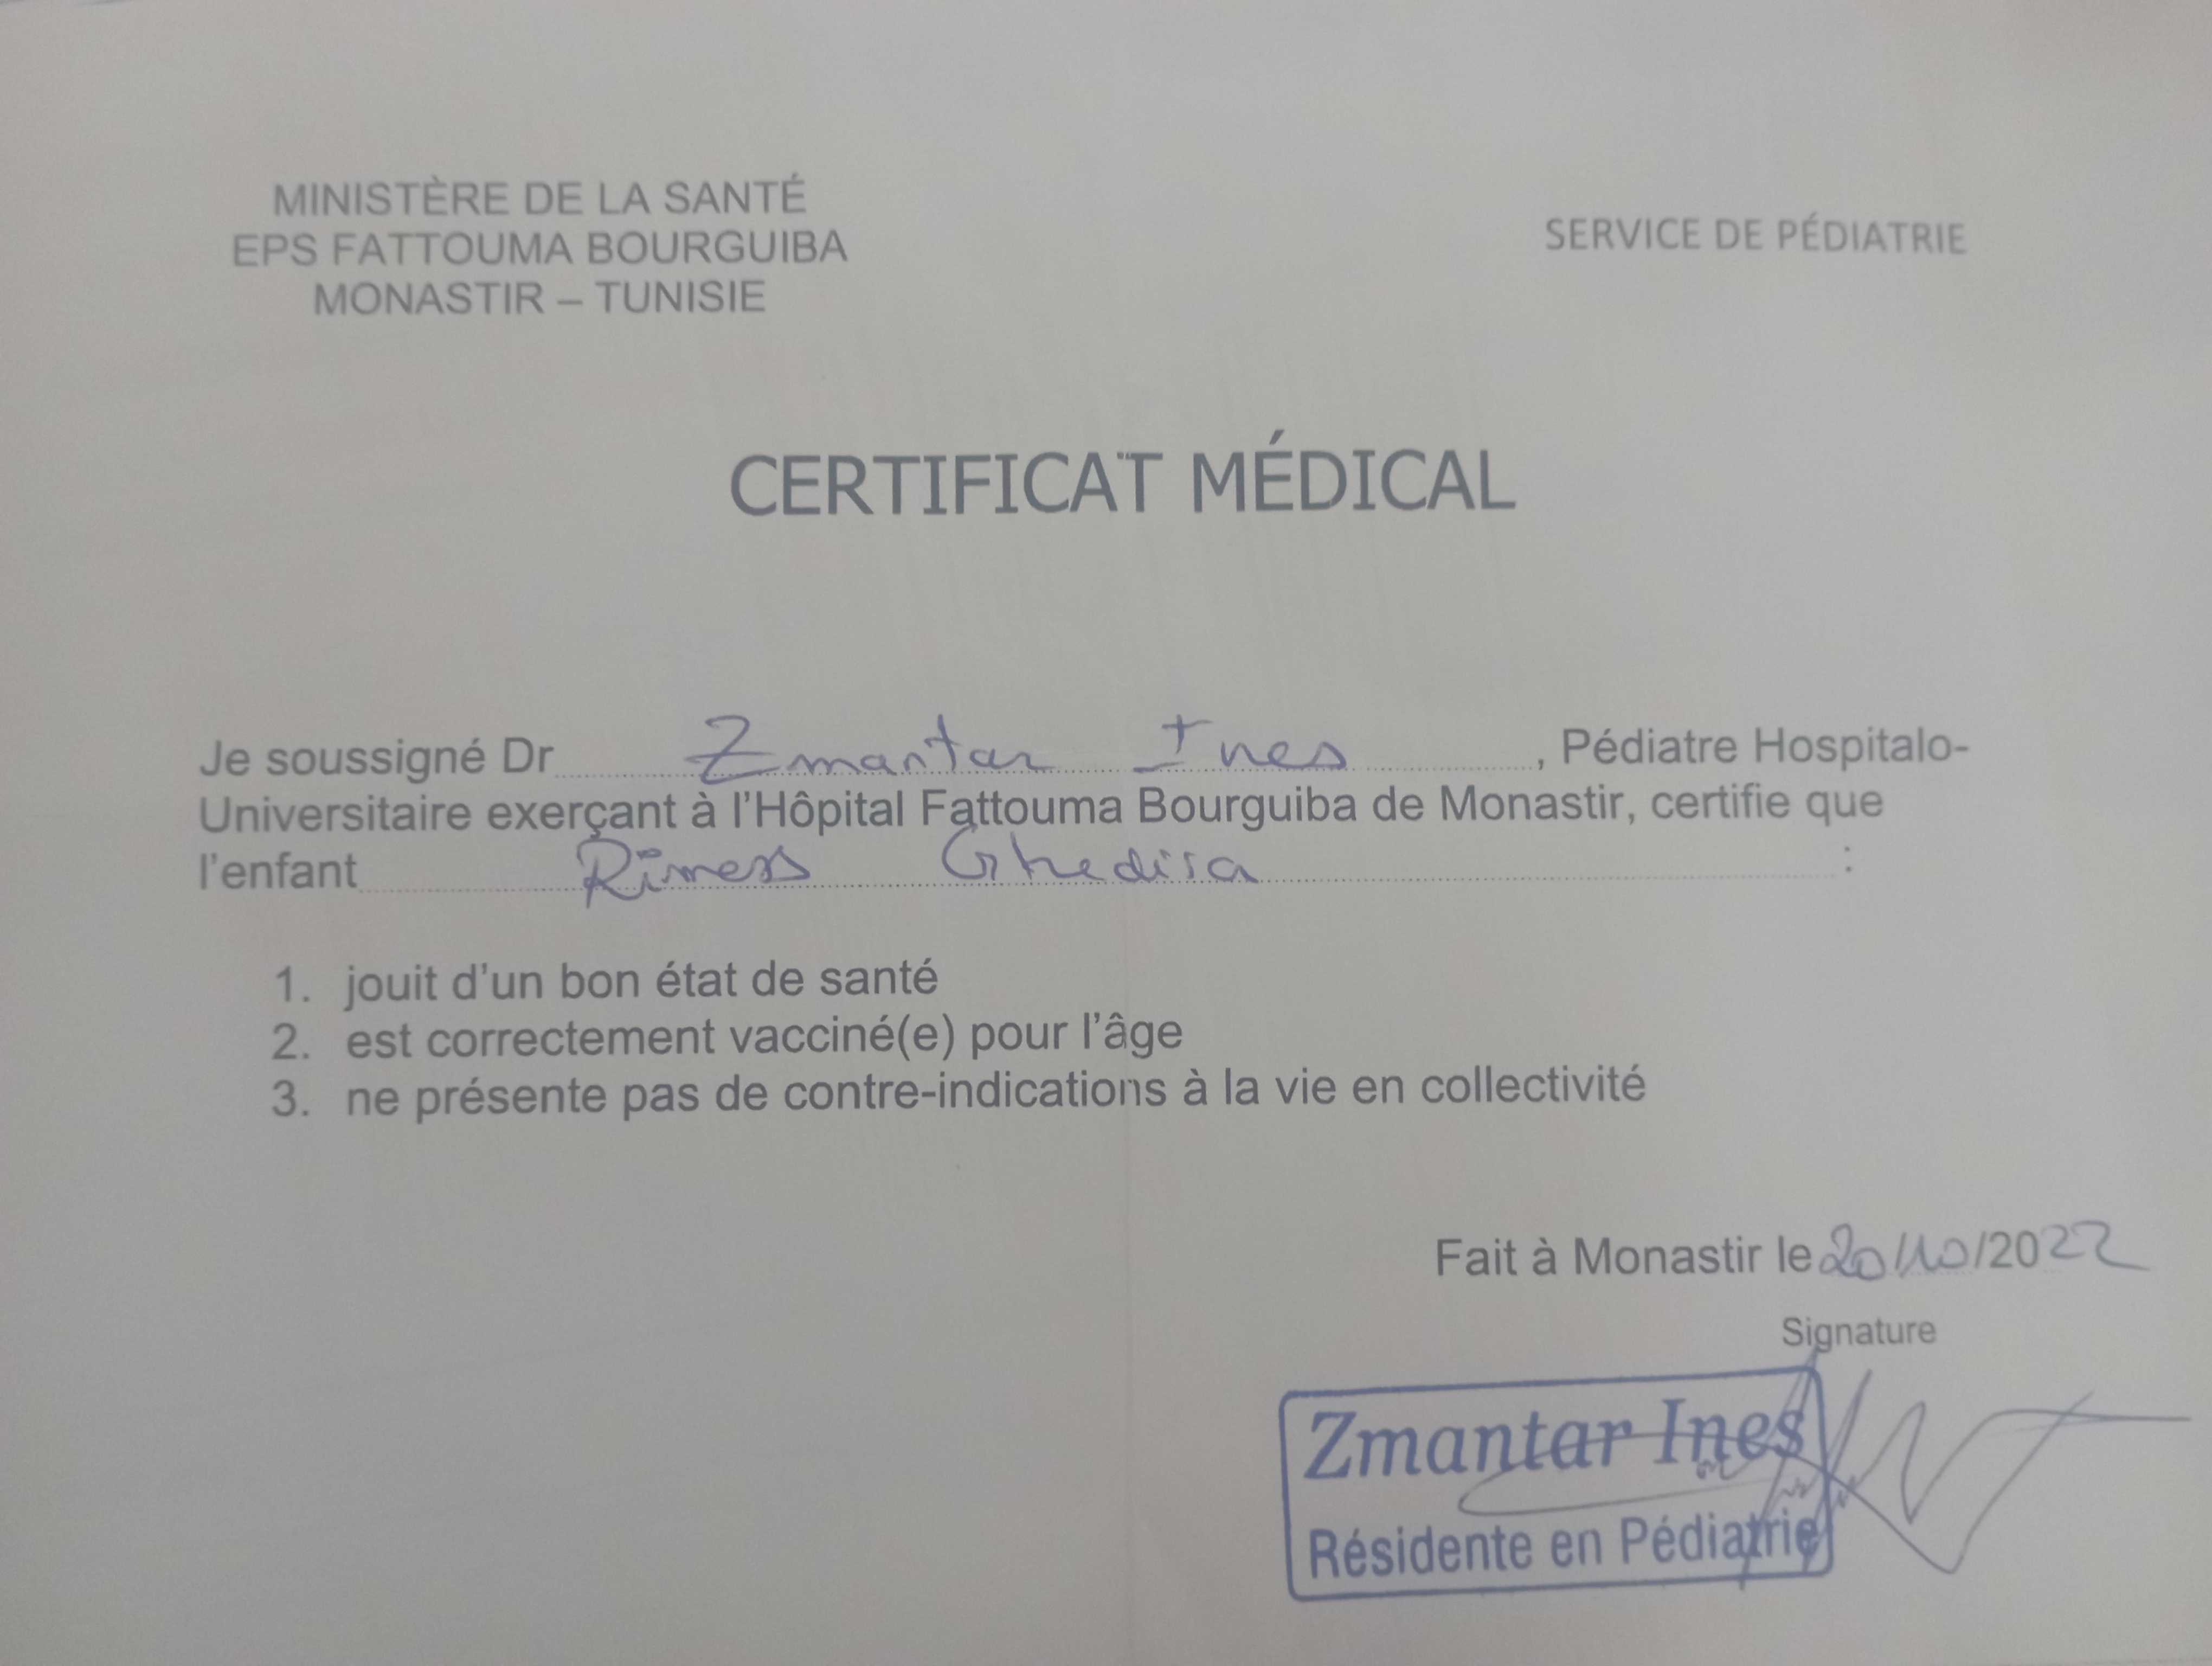 MINISTÈRE DE LA SANTÉ
EPS FATTOUMA BOURGUIBA
MONASTIR – TUNISIE
SERVICE DE PÉDIATRIE
CERTIFICAT MÉDICAL
Je soussigné Dr Zmantar Ines, Pédiatre Hospitalo-
Universitaire exerçant à l'Hôpital Fattouma Bourguiba de Monastir, certifie que
l'enfant Ghedira :
1. jouit d'un bon état de santé
2. est correctement vacciné(e) pour l'âge
3. ne présente pas de contre-indications à la vie en collectivité
Fait à Monastir le 20/10/2022
Signature
Zmantar Ines
Résidente en Pédiatrie